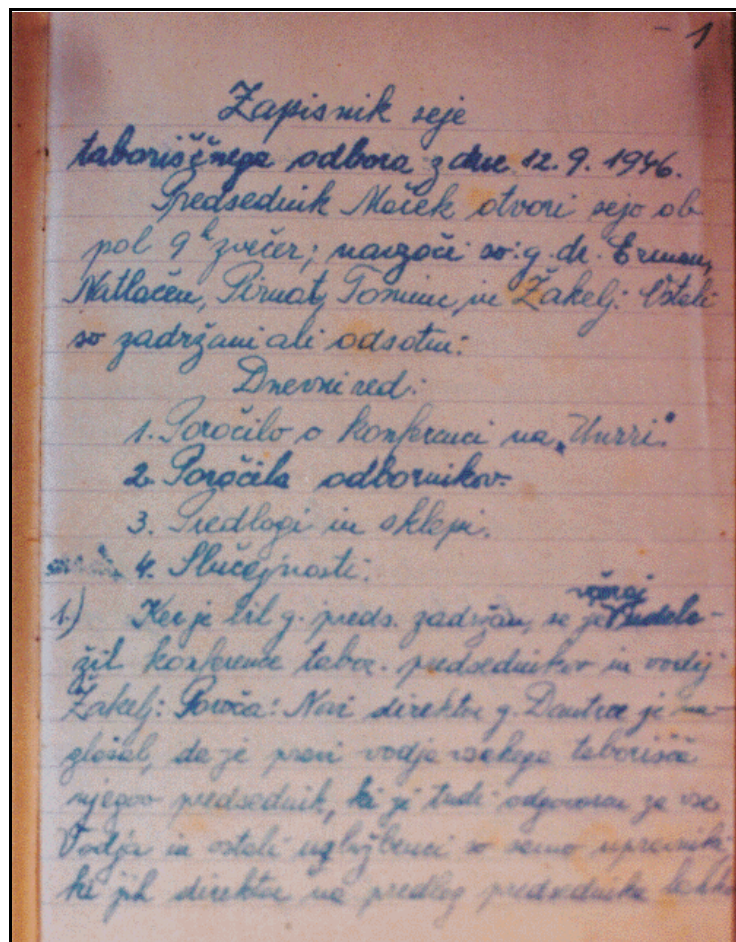 - 1
Zapisnik seje
taboriščnega odbora z dne 12. 9. 1946.
Predsednik Maček otvori sejo ob
pol 9h zvečer; navzoči so: g. dr. Erman,
Natlačen, Pirnat, Tominc in Žakelj: Ostali
so zadržani ali odsotni:
Dnevni red:
1. Poročilo o konferenci na „Unrri"
2. Poročila odbornikov.
3. Predlogi in sklepi.
4. Slučajnosti.
včeraj
1.) Ker je bil g. preds. zadržan, se je udele-
žil konference tabor. predsednikov in vodij
Žakelj: Poroča: Novi direktor g. Dautree je na-
glašal, da je pravi vodja vsakega taborišča
njegov predsednik, ki je tudi odgovoren za vse
Vodja in ostali uslužbenci so samo upravniki
ki jih direktor na predlog predsednika lahko